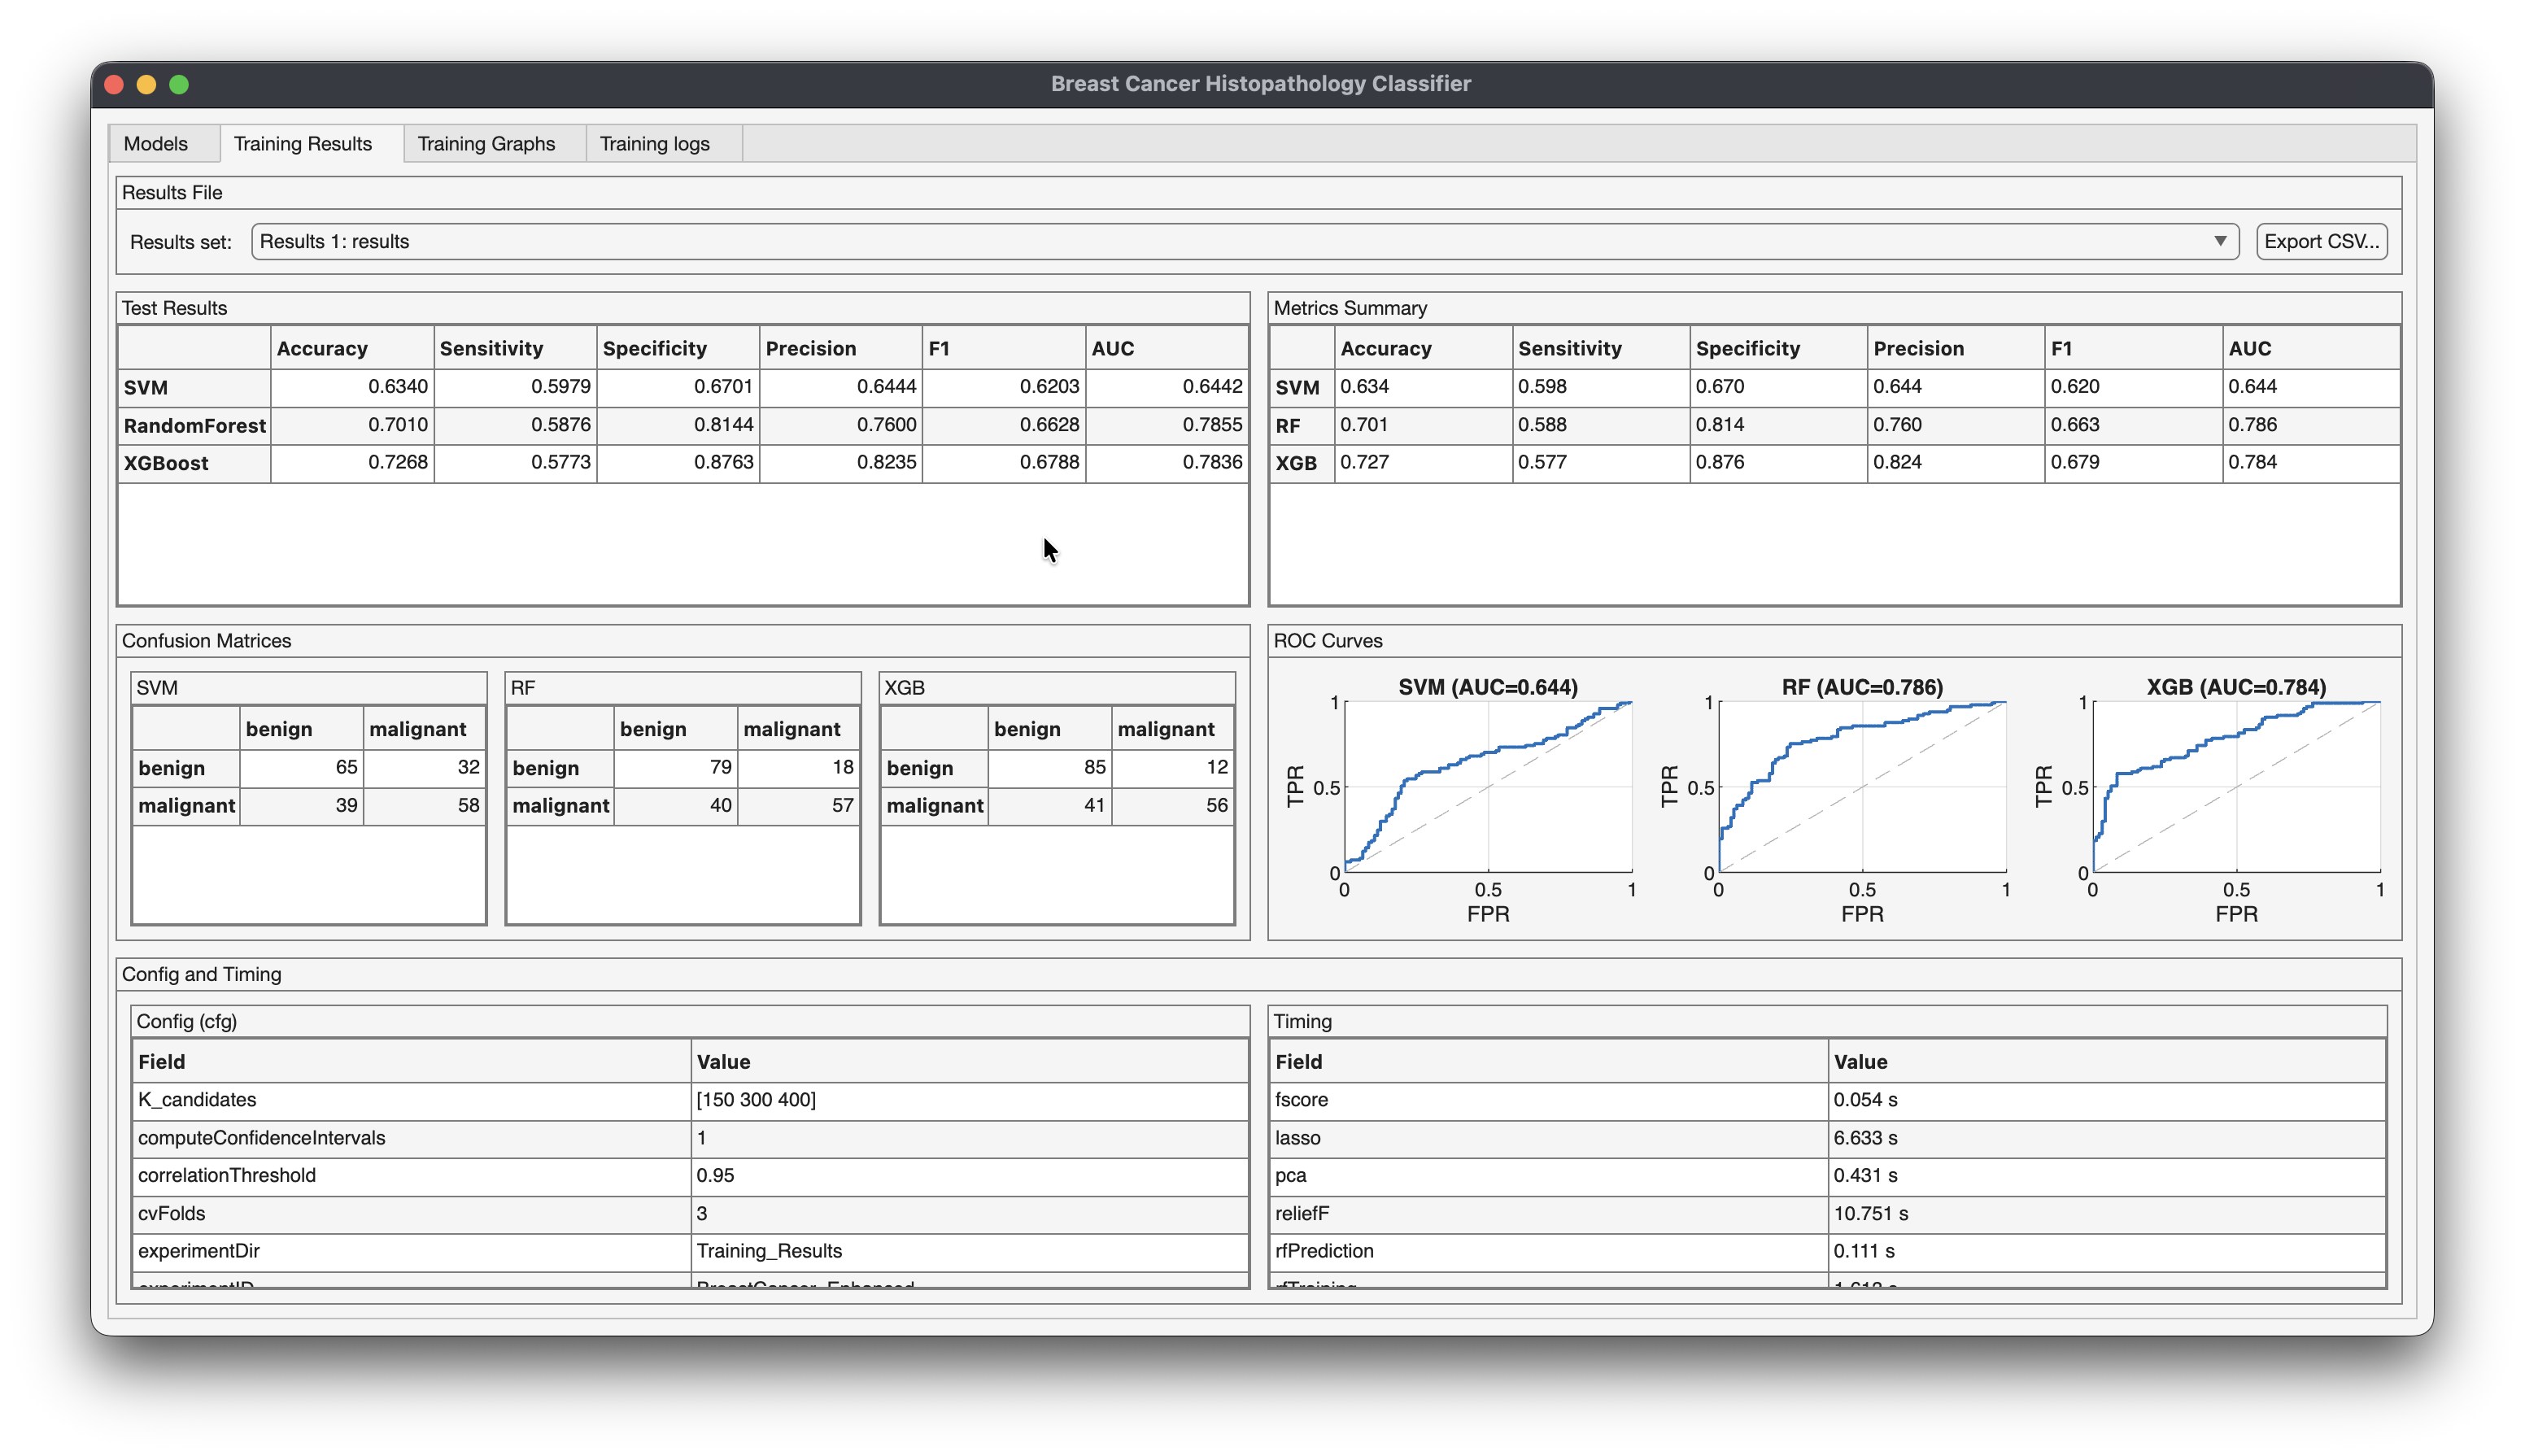 Breast Cancer Histopathology Classifier
Models Training Results Training Graphs Training logs
Results File
Results set: Results 1: results Export CSV...
Test Results
Accuracy Sensitivity Specificity Precision F1 AUC
SVM 0.6340 0.5979 0.6701 0.6444 0.6203 0.6442
RandomForest 0.7010 0.5876 0.8144 0.7600 0.6628 0.7855
XGBoost 0.7268 0.5773 0.8763 0.8235 0.6788 0.7836
Metrics Summary
Accuracy Sensitivity Specificity Precision F1 AUC
SVM 0.634 0.598 0.670 0.644 0.620 0.644
RF 0.701 0.588 0.814 0.760 0.663 0.786
XGB 0.727 0.577 0.876 0.824 0.679 0.784
Confusion Matrices
SVM
benign malignant
benign 65 32
malignant 39 58
RF
benign malignant
benign 79 18
malignant 40 57
XGB
benign malignant
benign 85 12
malignant 41 56
ROC Curves
SVM (AUC=0.644)
1
TPR 0.5
0
0 0.5 1
FPR
RF (AUC=0.786)
1
TPR 0.5
0
0 0.5 1
FPR
XGB (AUC=0.784)
1
TPR 0.5
0
0 0.5 1
FPR
Config and Timing
Config (cfg)
Field Value
K_candidates [150 300 400]
computeConfidenceIntervals 1
correlationThreshold 0.95
cvFolds 3
experimentDir Training_Results
experimentID BreastCancer_Enhanced
Timing
Field Value
fscore 0.054 s
lasso 6.633 s
pca 0.431 s
reliefF 10.751 s
rfPrediction 0.111 s
rfTraining